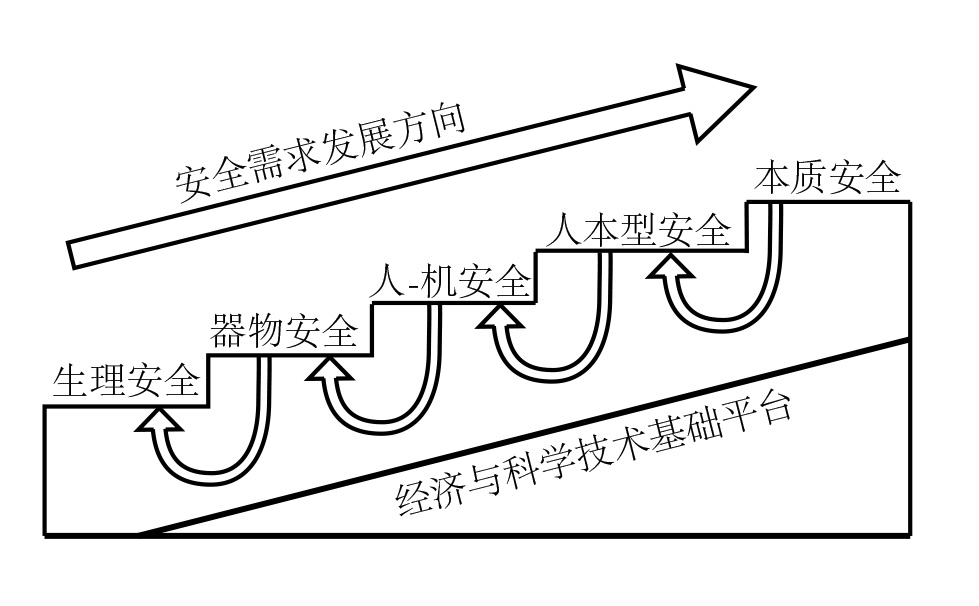 安全需求发展方向
本质安全
人本型安全
人-机安全
器物安全
生理安全
经济与科学技术基础平台